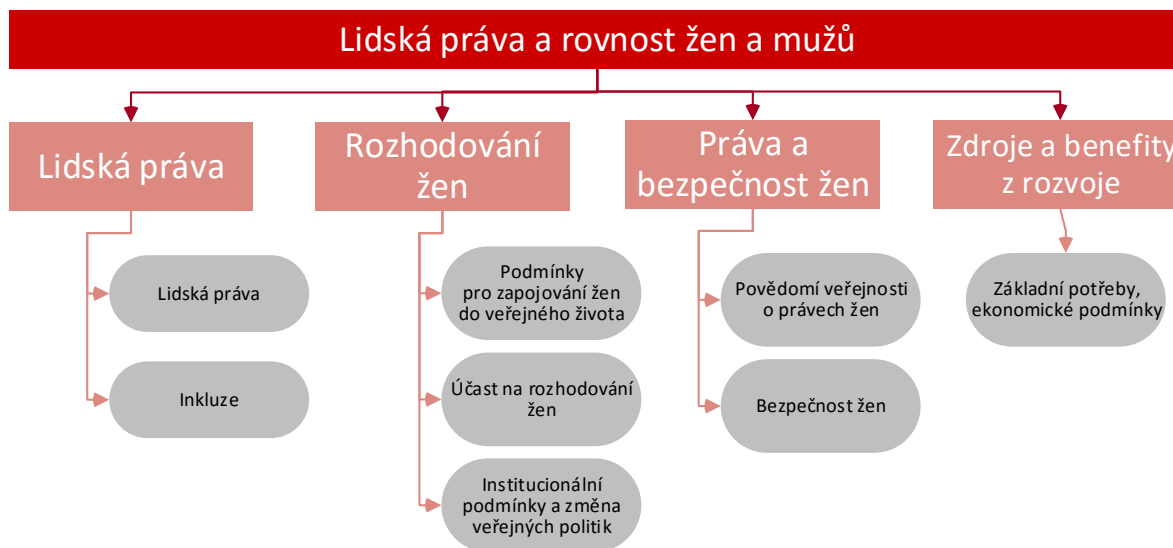 Lidská práva a rovnost žen a mužů
Lidská práva
Lidská práva
Inkluze
Rozhodování
žen
Podmínky
pro zapojování žen
do veřejného života
Účast na rozhodování
žen
Institucionální
podmínky a změna
veřejných politik
Práva a
bezpečnost žen
Povědomí veřejnosti
o právech žen
Bezpečnost žen
Zdroje a benefity
z rozvoje
Základní potřeby,
ekonomické podmínky